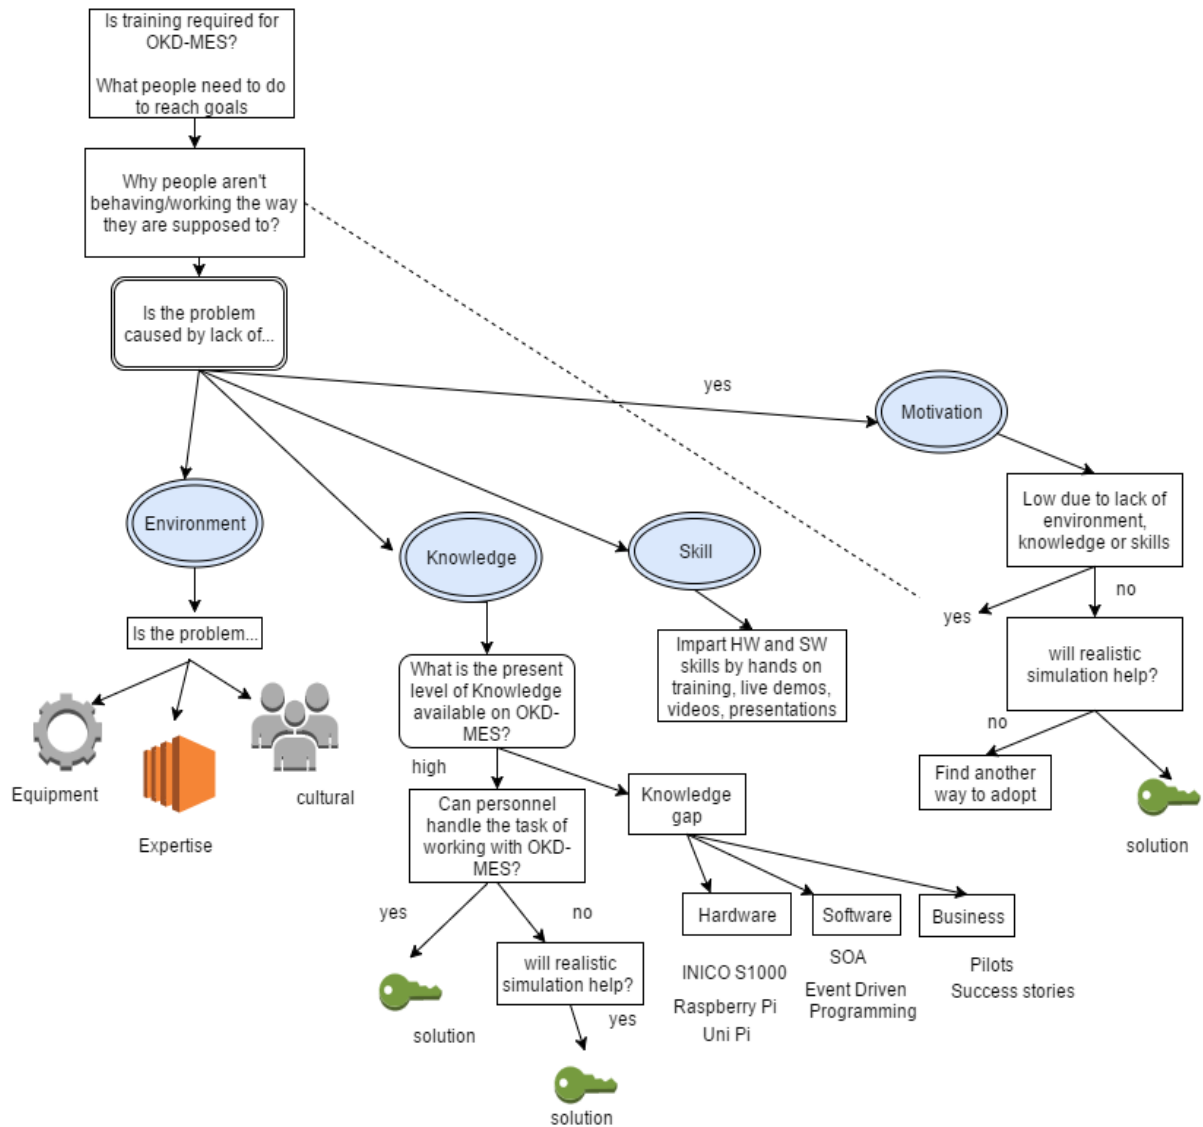 Is training required for
OKD-MES?
What people need to do
to reach goals
Why people aren't
behaving/working the way
they are supposed to?
Is the problem
caused by lack of...
yes
Motivation
Environment
Knowledge
Skill
Low due to lack of
environment,
knowledge or skills
yes
no
Is the problem...
Equipment
Expertise
cultural
What is the present
level of Knowledge
available on OKD-
MES?
Impart HW and SW
skills by hands on
training, live demos,
videos, presentations
will realistic
simulation help?
no
Find another
way to adopt
solution
high
Can personnel
handle the task of
working with OKD-
MES?
Knowledge
gap
yes
no
Hardware
Software
Business
INICO S1000
Raspberry Pi
Uni Pi
SOA
Event Driven
Programming
Pilots
Success stories
solution
will realistic
simulation help?
yes
solution